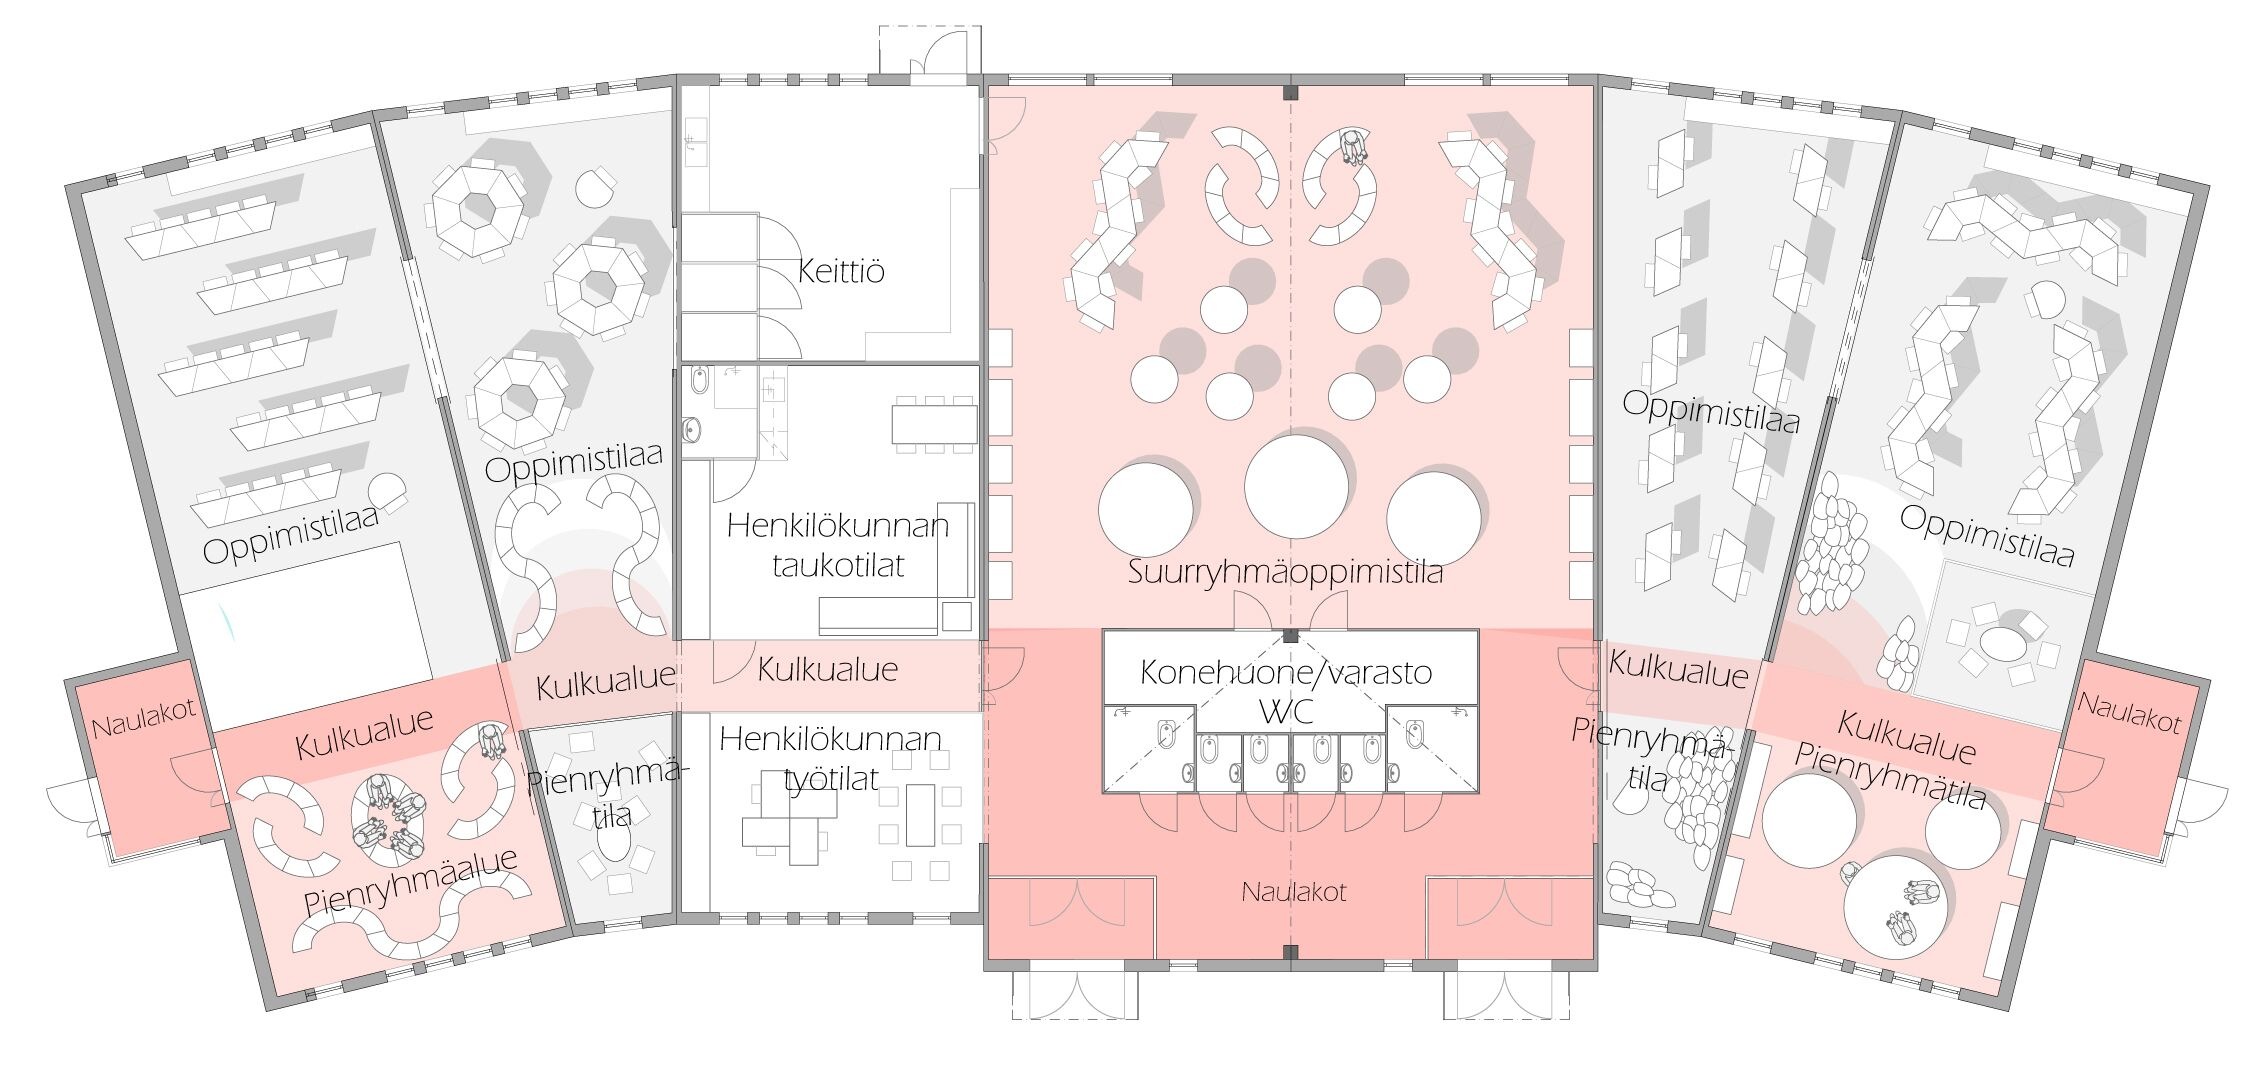 Keittiö
Oppimistilaa
Oppimistilaa
Oppimistilaa
Henkilökunnan
taukotilat
Oppimistilaa
Suurryhmäoppimistila
Kulkualue
Kulkualue
Konehuone/varasto
WC
Kulkualue
Naulakot
Kulkualue
Naulakot
Kulkualue
Henkilökunnan
työtilat
Pienryhmä-
tila
Pienryhmä-
tila
Pienryhmätila
Pienryhmäalue
Naulakot